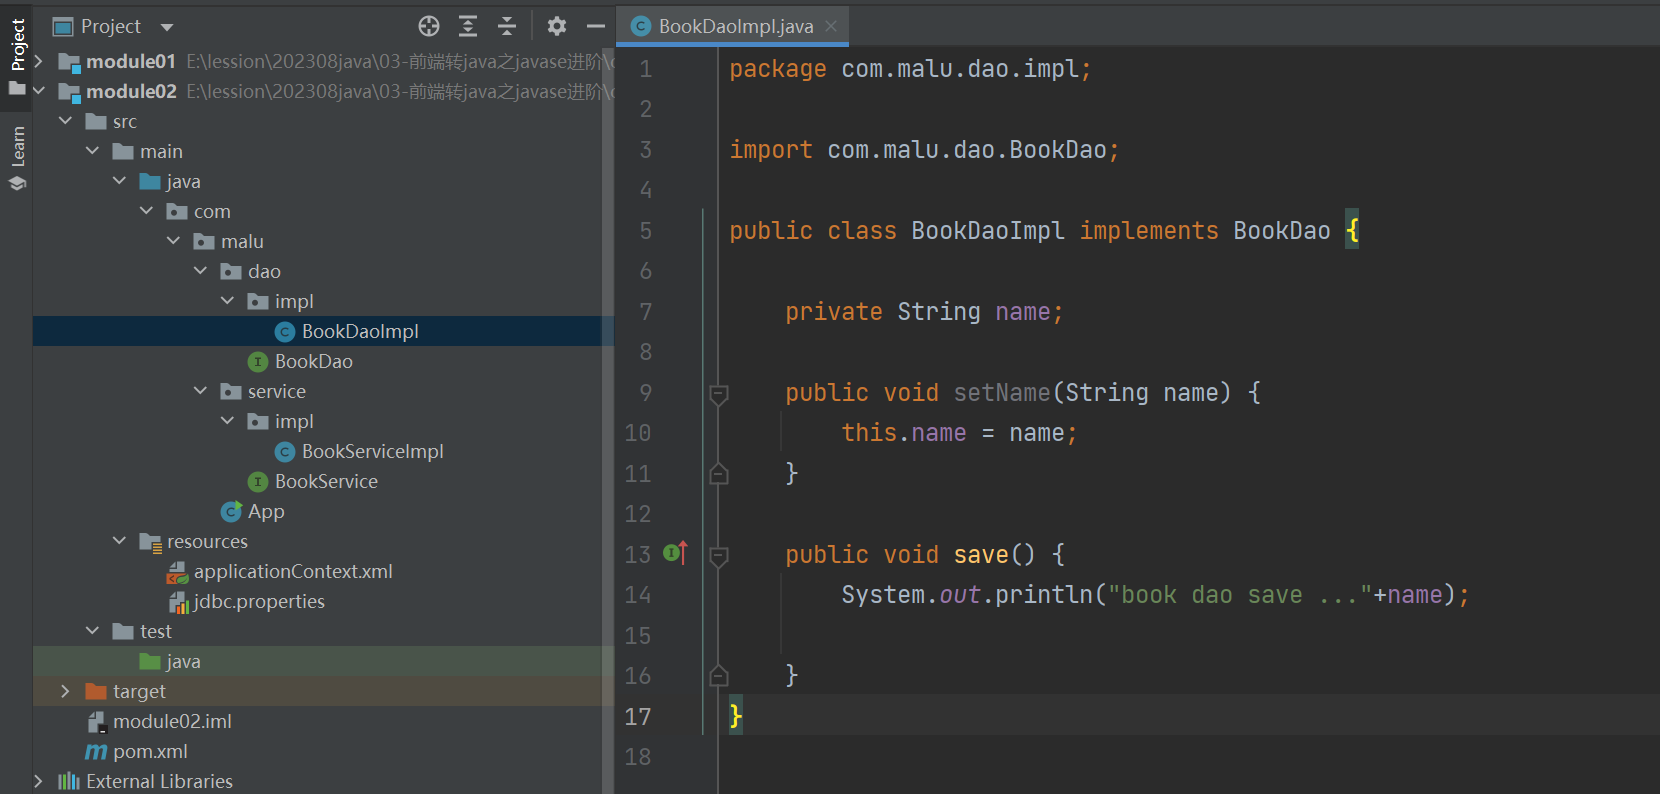 Project
BookDaoImpl.java
Project
Learn
module01 E:\lession\202308java\03-前端转java之javase进阶\
module02 E:\lession\202308java\03-前端转java之javase进阶\
src
main
java
com
malu
dao
impl
BookDaoImpl
BookDao
service
impl
BookServiceImpl
BookService
App
resources
applicationContext.xml
jdbc.properties
test
java
target
module02.iml
pom.xml
External Libraries
1 package com.malu.dao.impl;
2
3 import com.malu.dao.BookDao;
4
5 public class BookDaoImpl implements BookDao {
6
7 private String name;
8
9 public void setName(String name) {
10 this.name = name;
11 }
12
13 public void save() {
14 System.out.println("book dao save ..."+name);
15
16 }
17 }
18